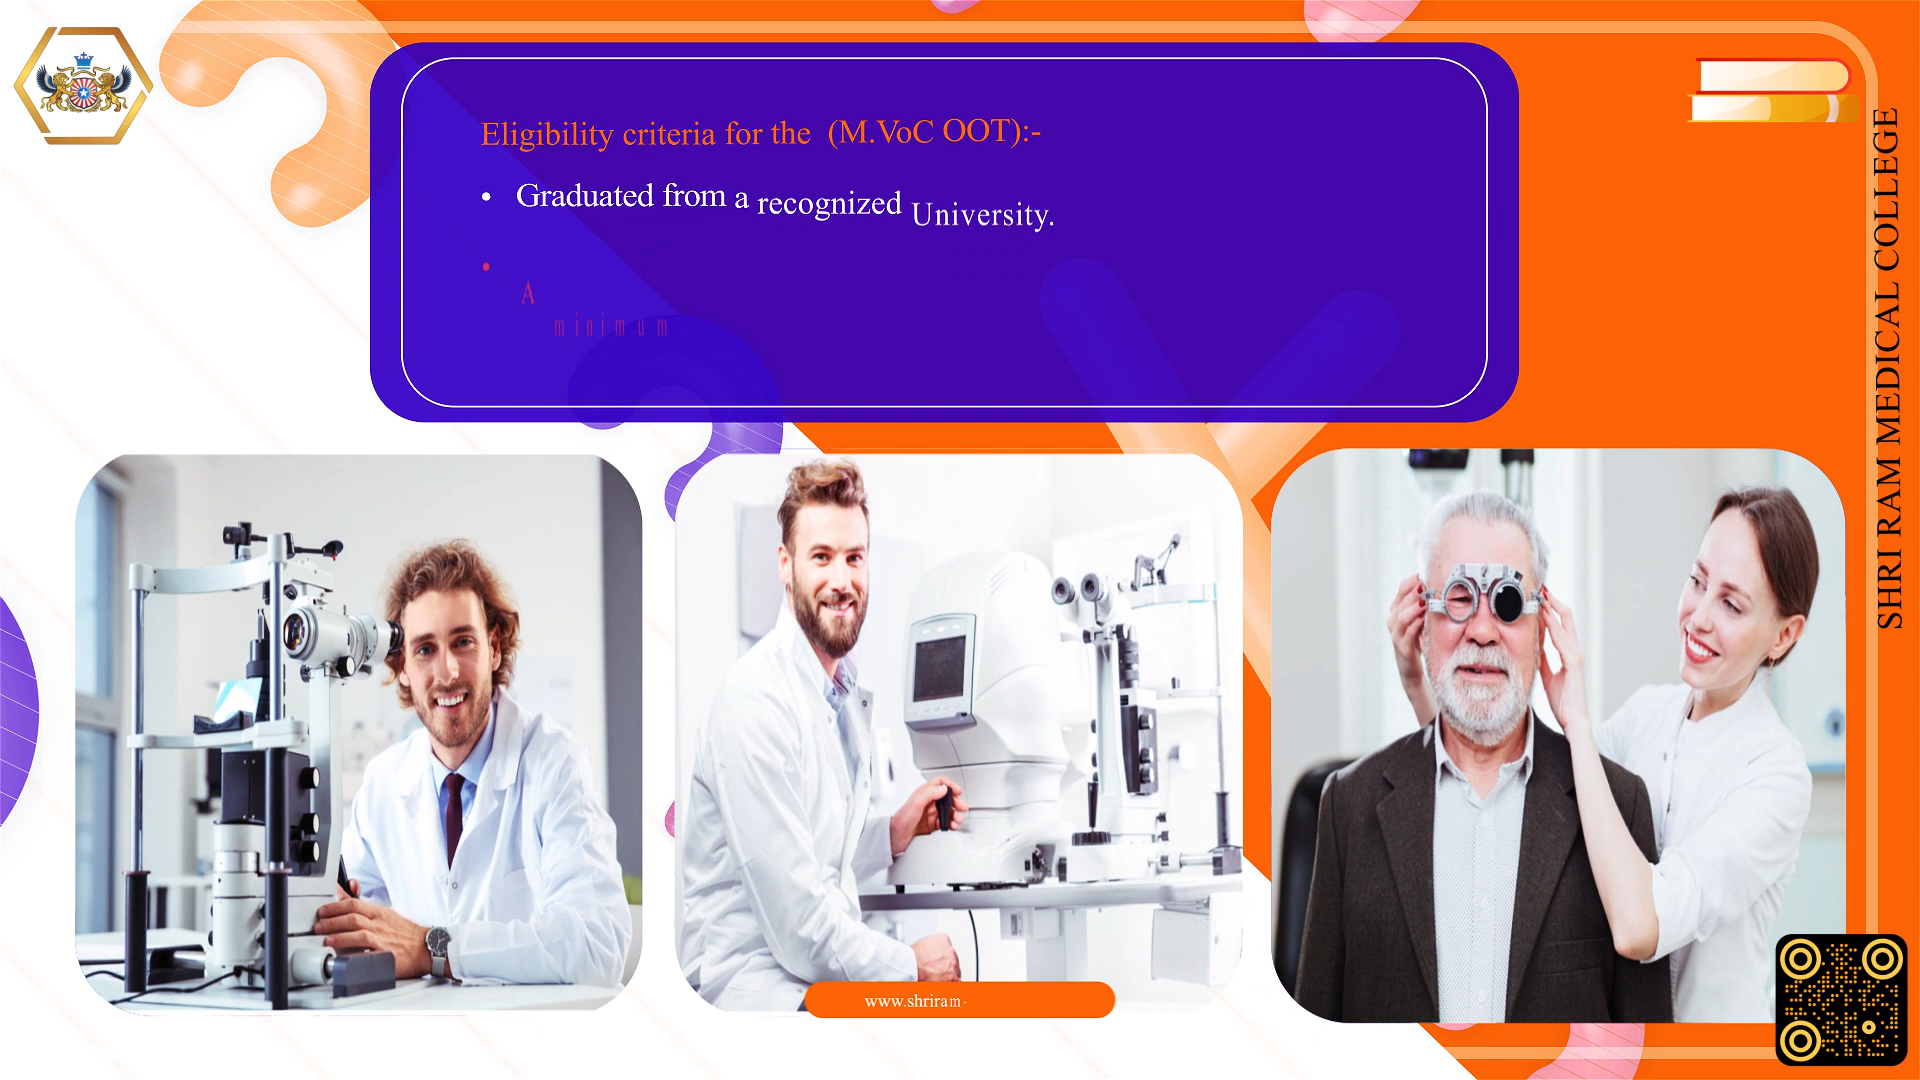 Eligibility criteria for the (M.VoC OOT):-
• Graduated from a recognized University.
• A minimum
SHRI RAM MEDICAL COLLEGE
www.shriram-